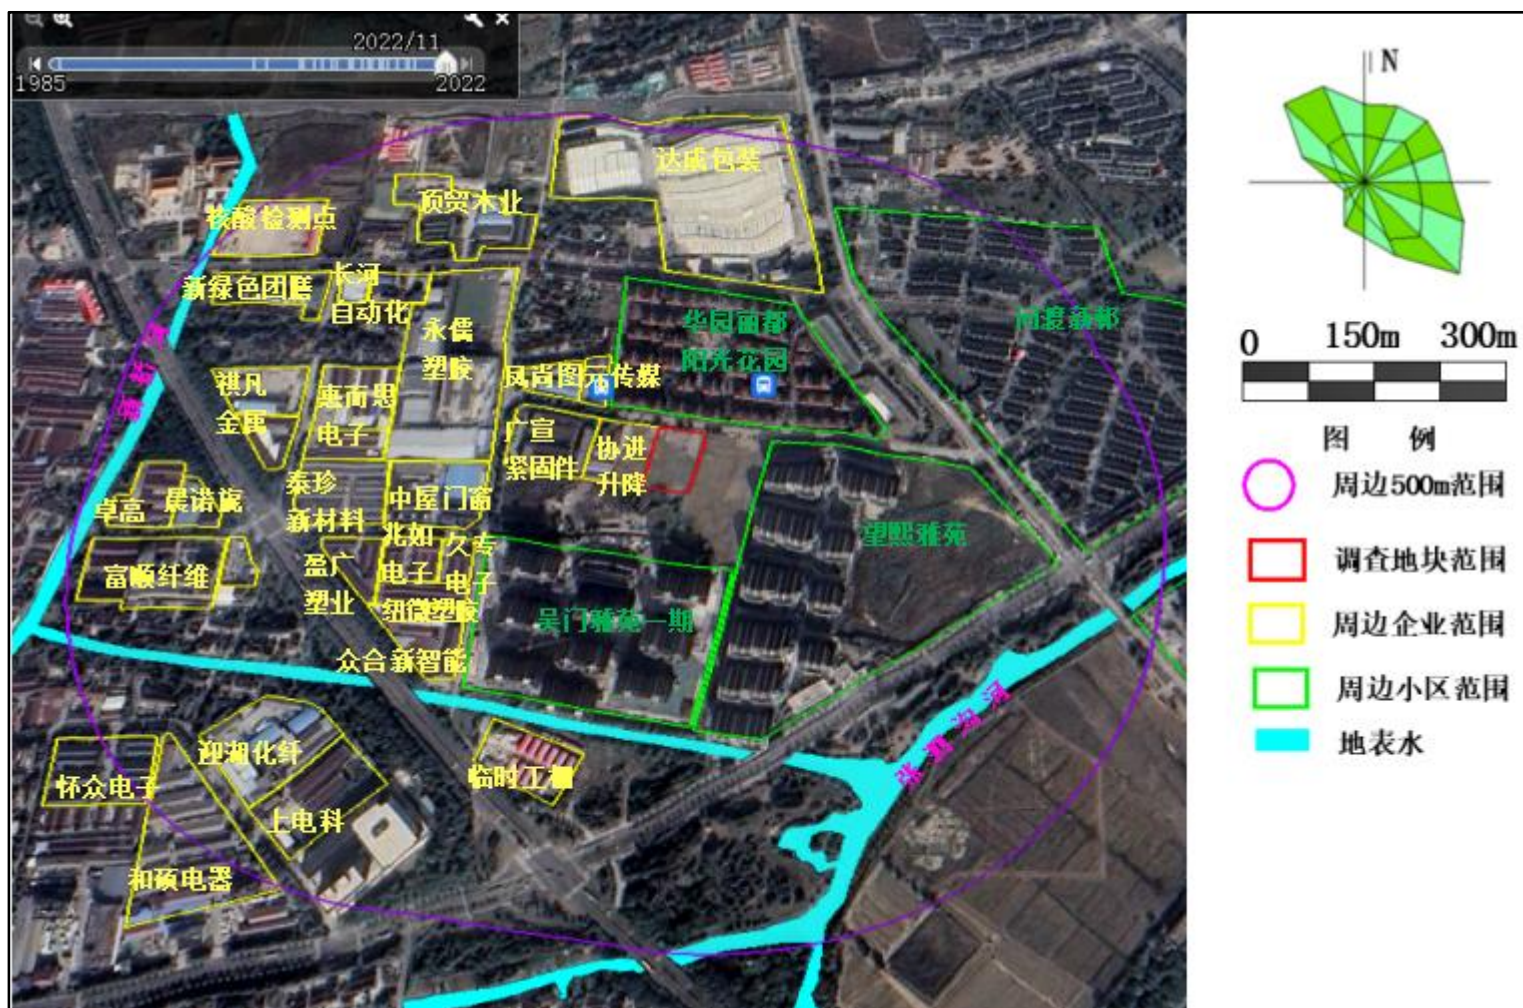 2022/11
1985
2022
达成包装
顶贸木业
核酸检测点
新绿色团膳
长河
自动化
永儒
塑胶
华园丽都
阳光花园
凤尚图元传媒
祺凡
金属
惠而思
电子
广宣
紧固件
协进
升降
泰珍
新材料
中屋门窗
卓高
晨诺旎
望熙雅苑
兆如
电子
久专
电子
富顺纤维
盈广
塑业
纽微塑胶
吴门雅苑一期
众合新智能
迎湖化纤
怀众电子
上电科
临时工棚
和硕电器
N
0 150m 300m
图 例
周边500m范围
调查地块范围
周边企业范围
周边小区范围
地表水